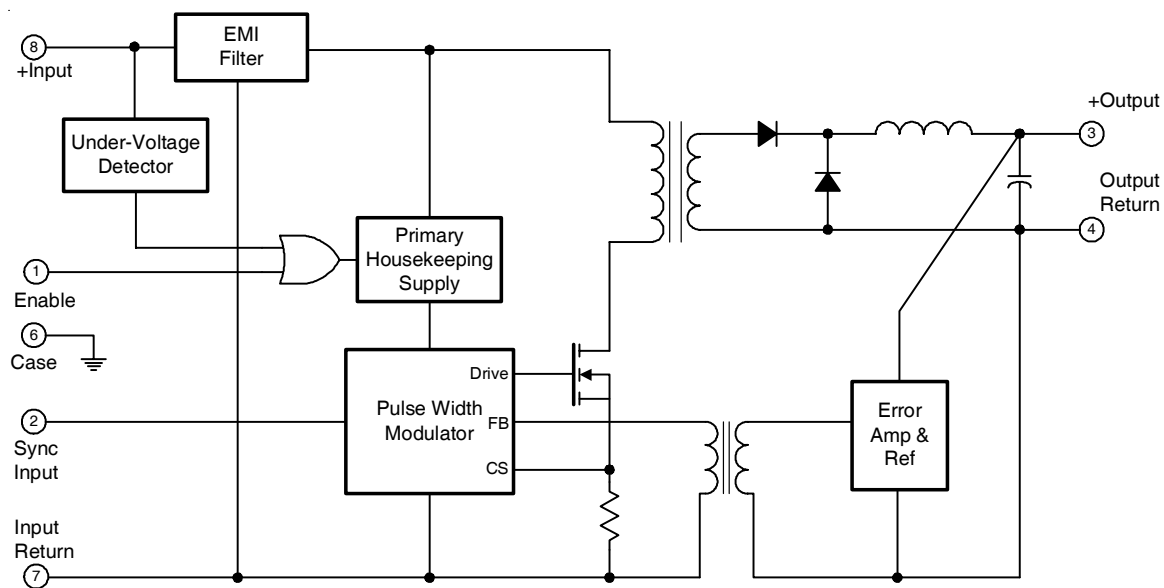 8
+Input
EMI
Filter
Under-Voltage
Detector
+Output
3
Output
Return
4
Primary
Housekeeping
Supply
1
Enable
6
Case
Drive
Pulse Width
Modulator
FB
CS
2
Sync
Input
Error
Amp &
Ref
Input
Return
7